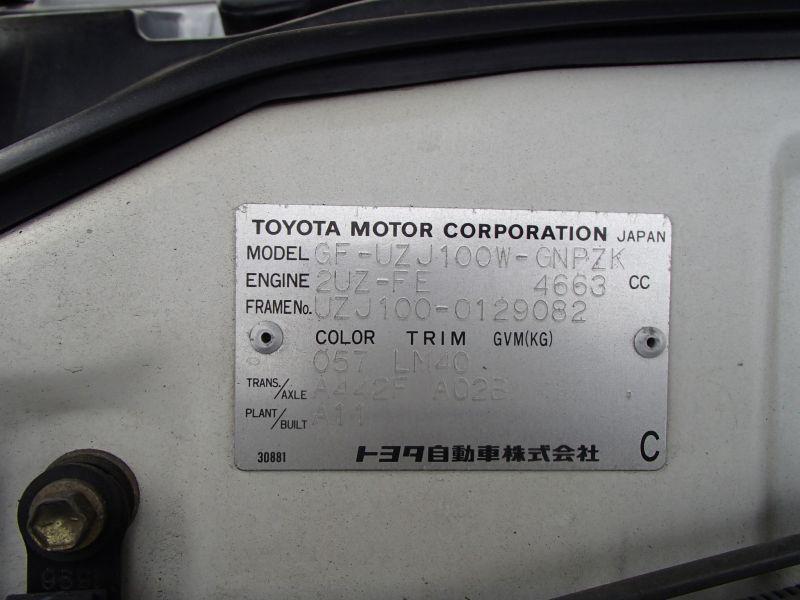 TOYOTA MOTOR CORPORATION JAPAN
MODEL GF-UZJ100W-GNPZK
ENGINE 2UZ-FE 4663 CC
FRAME No. UZJ100-0129082
COLOR TRIM GVM(KG)
057 LM40
TRANS./AXLE A442F A02B
PLANT/BUILT A11
30881 トヨタ自動車株式会社 C